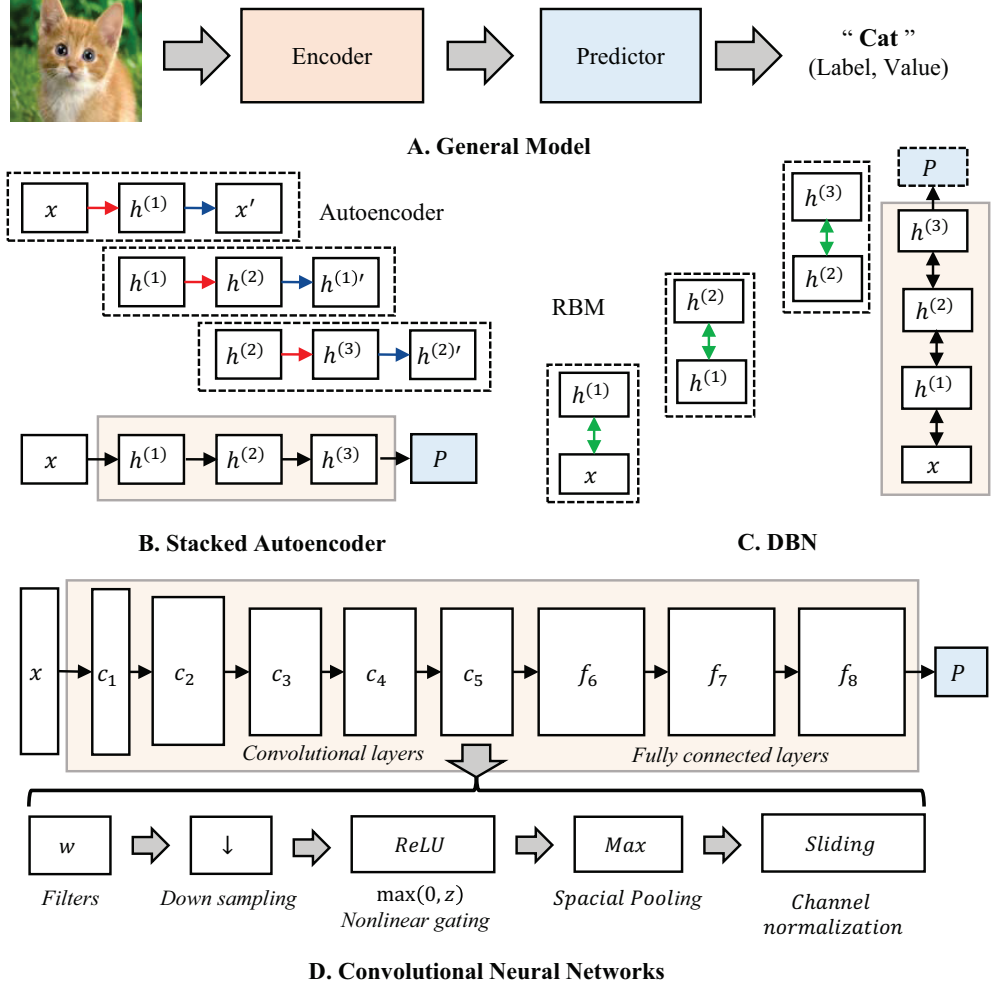 Encoder
Predictor
“ Cat ”
(Label, Value)
A. General Model
x h⁽¹⁾ x′
Autoencoder
h⁽¹⁾ h⁽²⁾ h⁽¹⁾′
h⁽²⁾ h⁽³⁾ h⁽²⁾′
x h⁽¹⁾ h⁽²⁾ h⁽³⁾ P
B. Stacked Autoencoder
RBM
h⁽¹⁾
x
h⁽²⁾
h⁽¹⁾
h⁽³⁾
h⁽²⁾
P
h⁽³⁾
h⁽²⁾
h⁽¹⁾
x
C. DBN
x c₁ c₂ c₃ c₄ c₅ f₆ f₇ f₈ P
Convolutional layers
Fully connected layers
w ↓ ReLU Max Sliding
Filters
Down sampling
max(0, z)
Nonlinear gating
Spacial Pooling
Channel
normalization
D. Convolutional Neural Networks